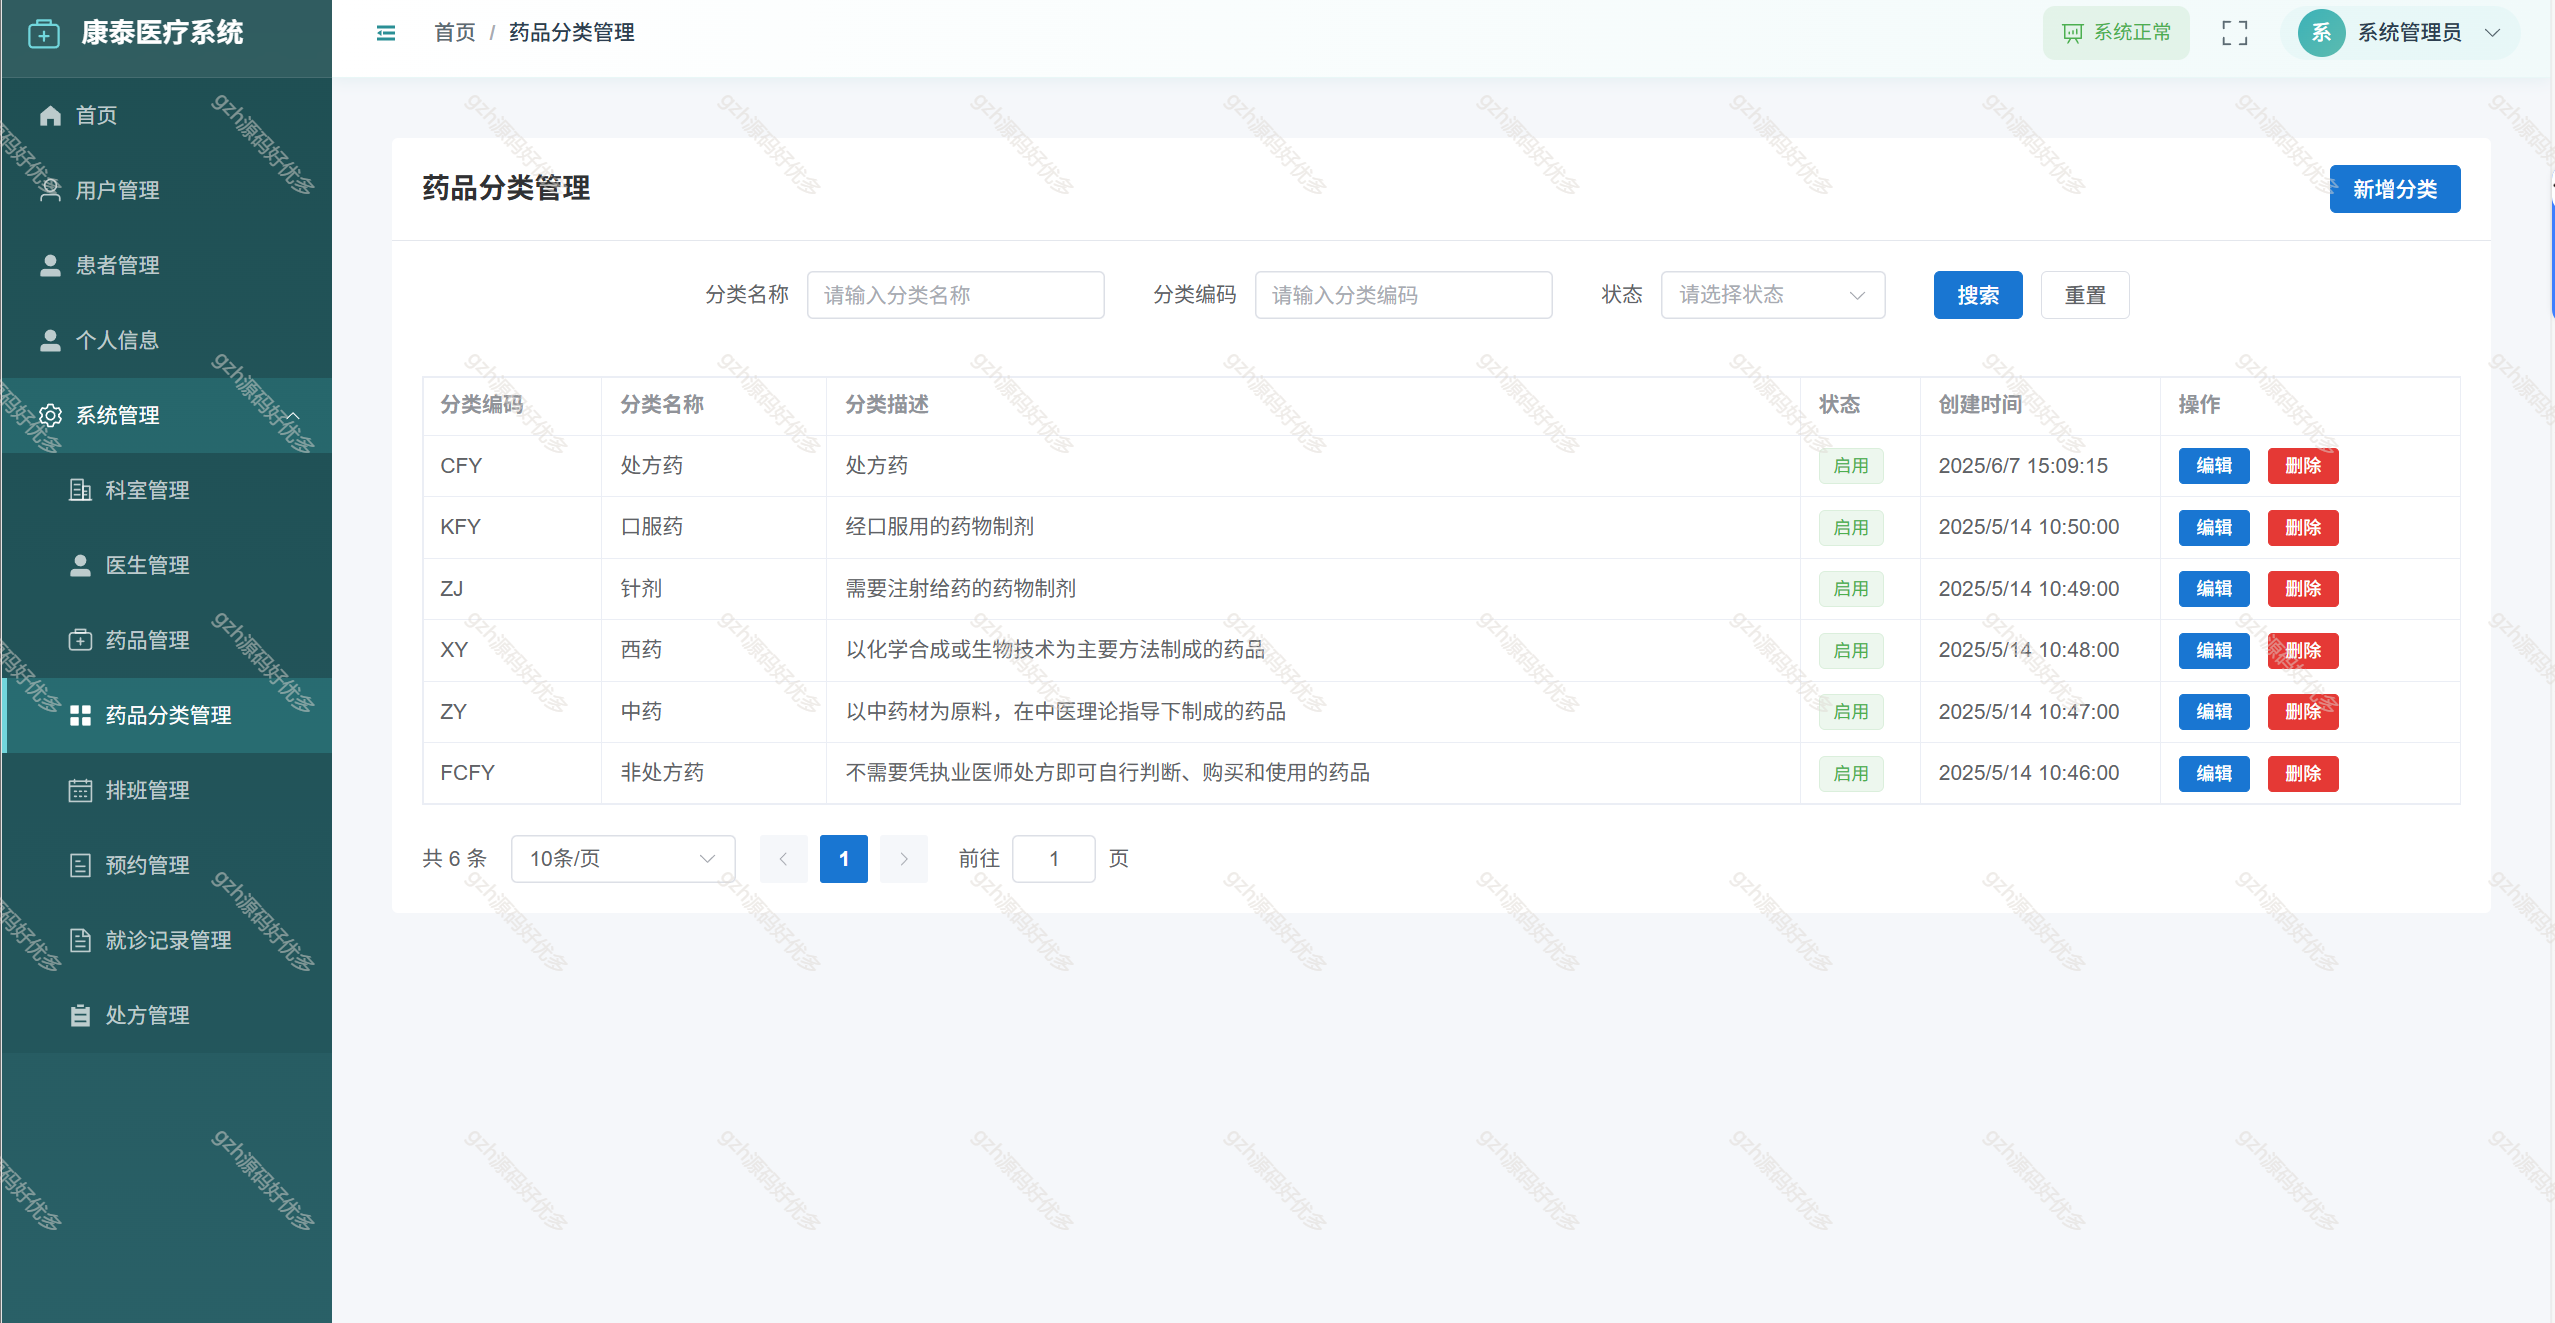 康泰医疗系统
首页 / 药品分类管理
系统正常
系
系统管理员
首页
用户管理
患者管理
个人信息
系统管理
科室管理
医生管理
药品管理
药品分类管理
排班管理
预约管理
就诊记录管理
处方管理
药品分类管理
新增分类
分类名称 请输入分类名称 分类编码 请输入分类编码 状态 请选择状态 搜索 重置
分类编码 分类名称 分类描述 状态 创建时间 操作
CFY 处方药 处方药 启用 2025/6/7 15:09:15 编辑 删除
KFY 口服药 经口服用的药物制剂 启用 2025/5/14 10:50:00 编辑 删除
ZJ 针剂 需要注射给药的药物制剂 启用 2025/5/14 10:49:00 编辑 删除
XY 西药 以化学合成或生物技术为主要方法制成的药品 启用 2025/5/14 10:48:00 编辑 删除
ZY 中药 以中药材为原料，在中医理论指导下制成的药品 启用 2025/5/14 10:47:00 编辑 删除
FCFY 非处方药 不需要凭执业医师处方即可自行判断、购买和使用的药品 启用 2025/5/14 10:46:00 编辑 删除
共 6 条 10条/页 1 前往 1 页
gzh源码好优多